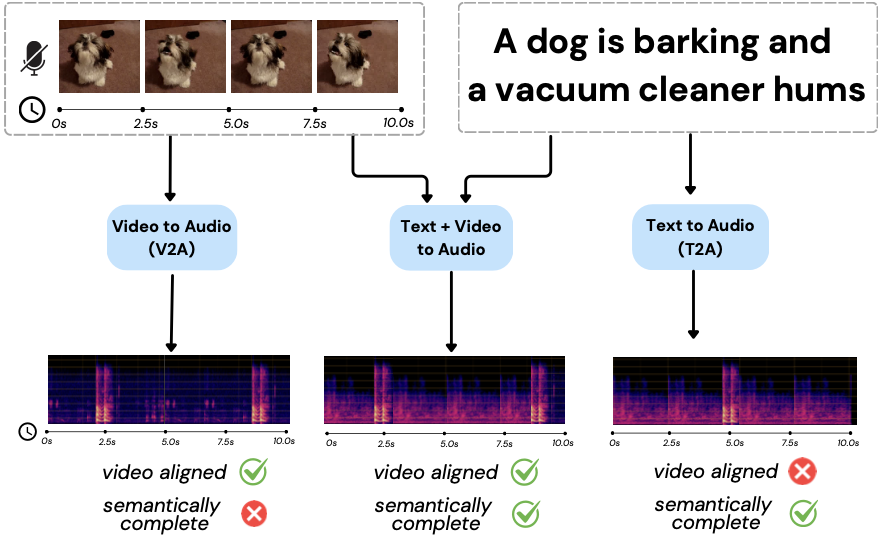 A dog is barking and
a vacuum cleaner hums
0s 2.5s 5.0s 7.5s 10.0s
Video to Audio
(V2A)
Text + Video
to Audio
Text to Audio
(T2A)
0s 2.5s 5.0s 7.5s 10.0s
0s 2.5s 5.0s 7.5s 10.0s
0s 2.5s 5.0s 7.5s 10.0s
video aligned
semantically
complete
video aligned
semantically
complete
video aligned
semantically
complete